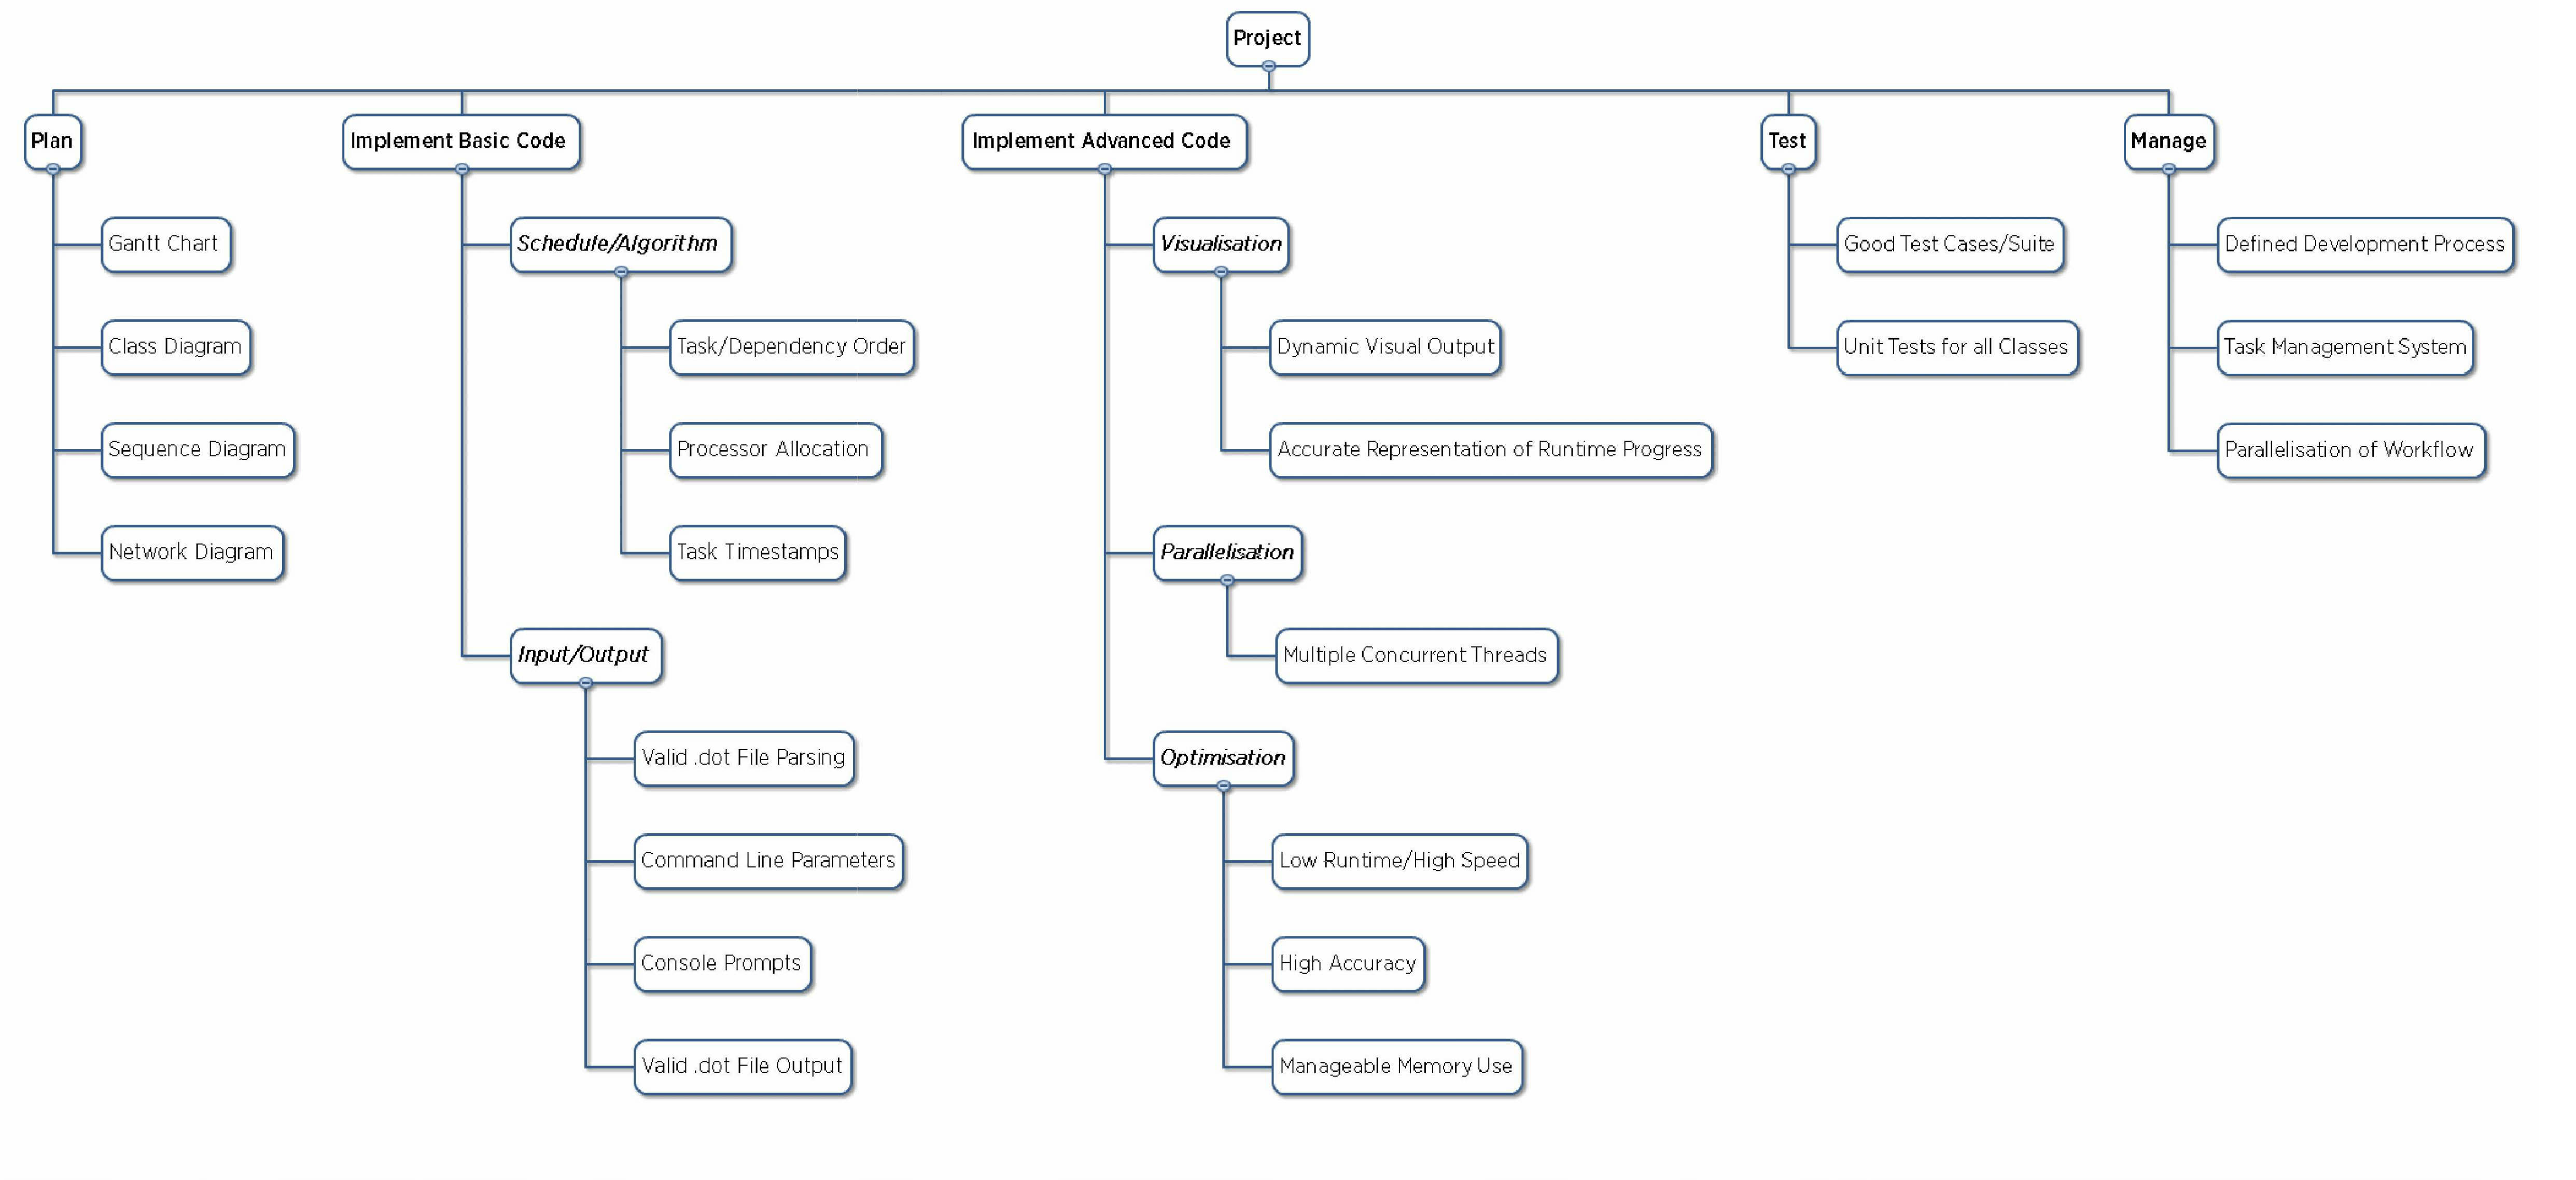 Project
Plan
Implement Basic Code
Implement Advanced Code
Test
Manage
Gantt Chart
Class Diagram
Sequence Diagram
Network Diagram
Schedule/Algorithm
Task/Dependency Order
Processor Allocation
Task Timestamps
Input/Output
Valid .dot File Parsing
Command Line Parameters
Console Prompts
Valid .dot File Output
Visualisation
Dynamic Visual Output
Accurate Representation of Runtime Progress
Parallelisation
Multiple Concurrent Threads
Optimisation
Low Runtime/High Speed
High Accuracy
Manageable Memory Use
Good Test Cases/Suite
Unit Tests for all Classes
Defined Development Process
Task Management System
Parallelisation of Workflow